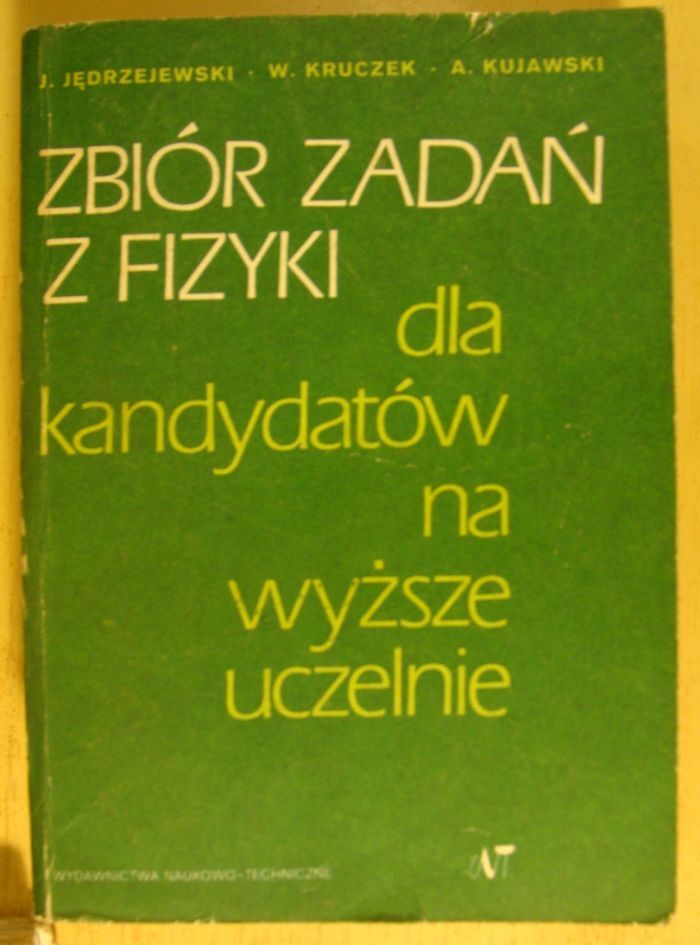 J. JĘDRZEJEWSKI · W. KRUCZEK · A. KUJAWSKI
ZBIÓR ZADAŃ
Z FIZYKI
dla
kandydatów
na
wyższe
uczelnie
WYDAWNICTWA NAUKOWO-TECHNICZNE
WNT